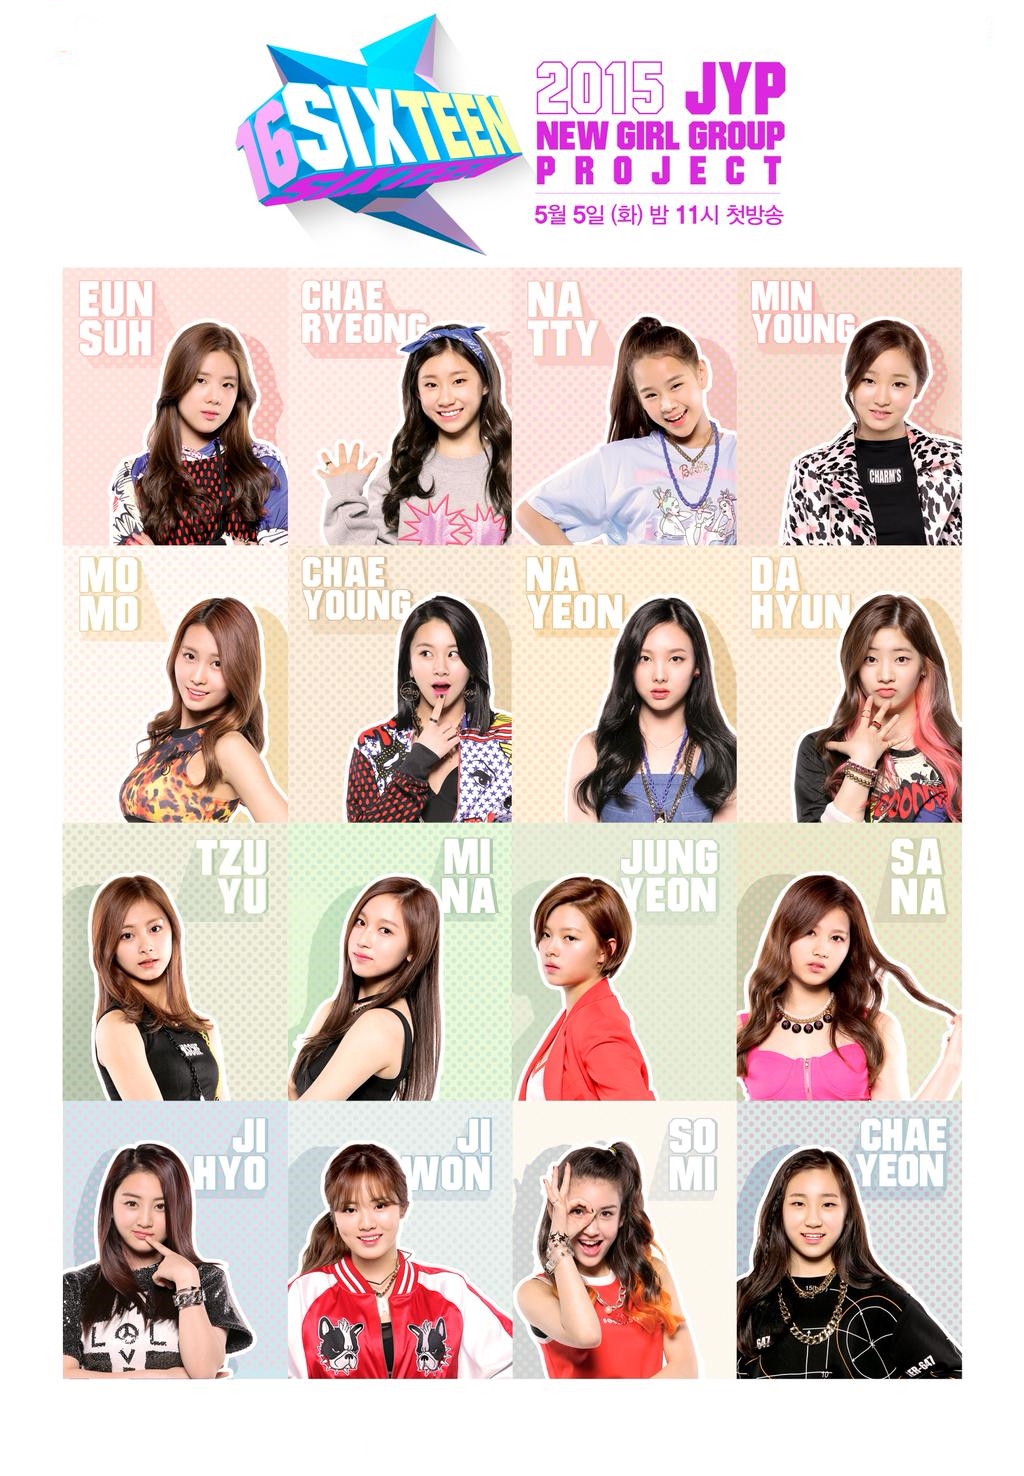 16SIXTEEN
2015 JYP
NEW GIRL GROUP
PROJECT
5월 5일 (화) 밤 11시 첫방송
EUN
SUH
CHAE
RYEONG
NA
TTY
MIN
YOUNG
CHARM'S
MO
MO
CHAE
YOUNG
NA
YEON
DA
HYUN
TZU
YU
MI
NA
JUNG
YEON
SA
NA
JI
HYO
JI
WON
SO
MI
CHAE
YEON
647